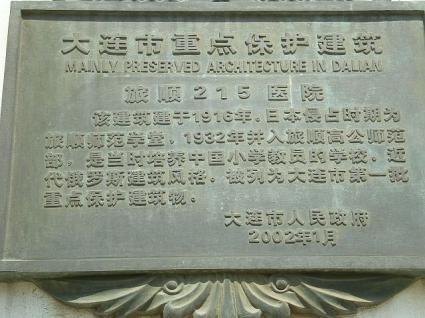 大连市重点保护建筑
MAINLY PRESERVED ARCHITECTURE IN DALIAN
旅顺215医院
该建筑建于1916年。日本侵占时期为
旅顺师范学堂，1932年并入旅顺高公师范
部，是当时培养中国小学教员的学校。近
代俄罗斯建筑风格。被列为大连市第一批
重点保护建筑物。
大连市人民政府
2002年1月